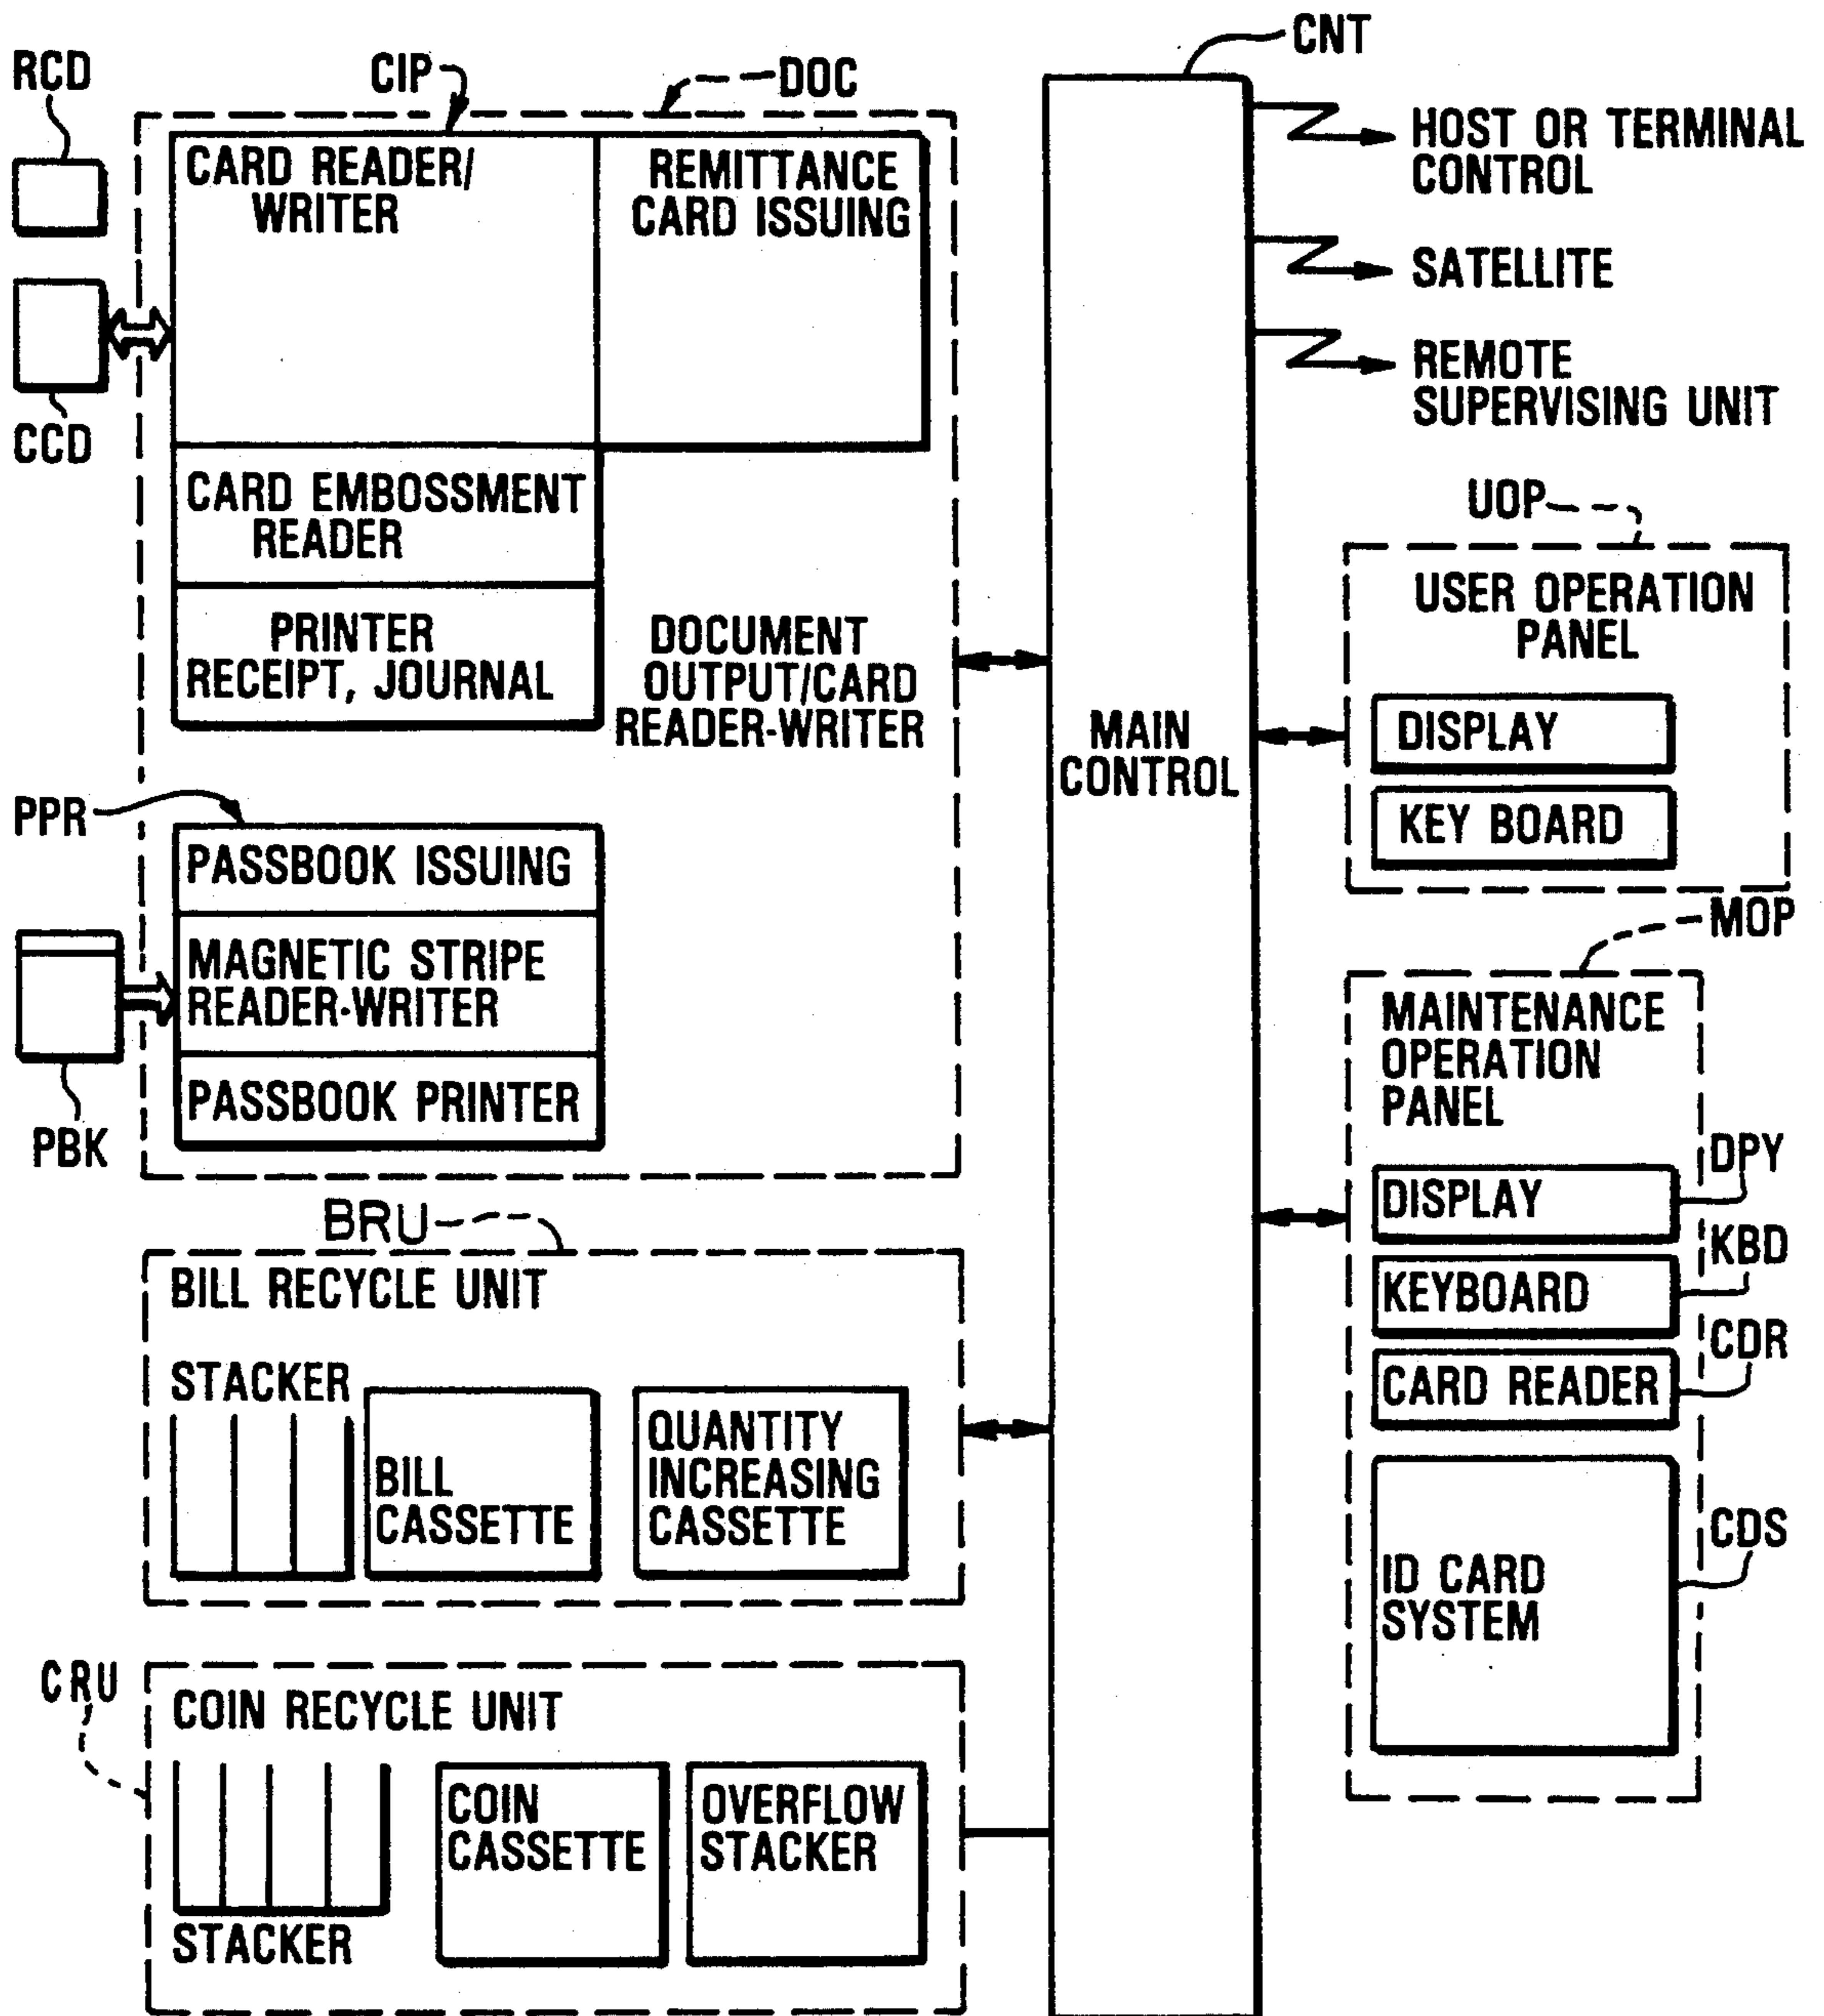 RCD
CIP
DOC
CNT
CARD READER/
WRITER
REMITTANCE
CARD ISSUING
HOST OR TERMINAL
CONTROL
SATELLITE
REMOTE
SUPERVISING UNIT
CCD
CARD EMBOSSMENT
READER
PRINTER
RECEIPT, JOURNAL
DOCUMENT
OUTPUT/CARD
READER-WRITER
MAIN
CONTROL
UOP
USER OPERATION
PANEL
DISPLAY
KEY BOARD
PPR
PASSBOOK ISSUING
MAGNETIC STRIPE
READER-WRITER
PASSBOOK PRINTER
PBK
MOP
MAINTENANCE
OPERATION
PANEL
DISPLAY
DPY
KEYBOARD
KBD
CARD READER
CDR
ID CARD
SYSTEM
CDS
BRU
BILL RECYCLE UNIT
STACKER
BILL
CASSETTE
QUANTITY
INCREASING
CASSETTE
CRU
COIN RECYCLE UNIT
STACKER
COIN
CASSETTE
OVERFLOW
STACKER